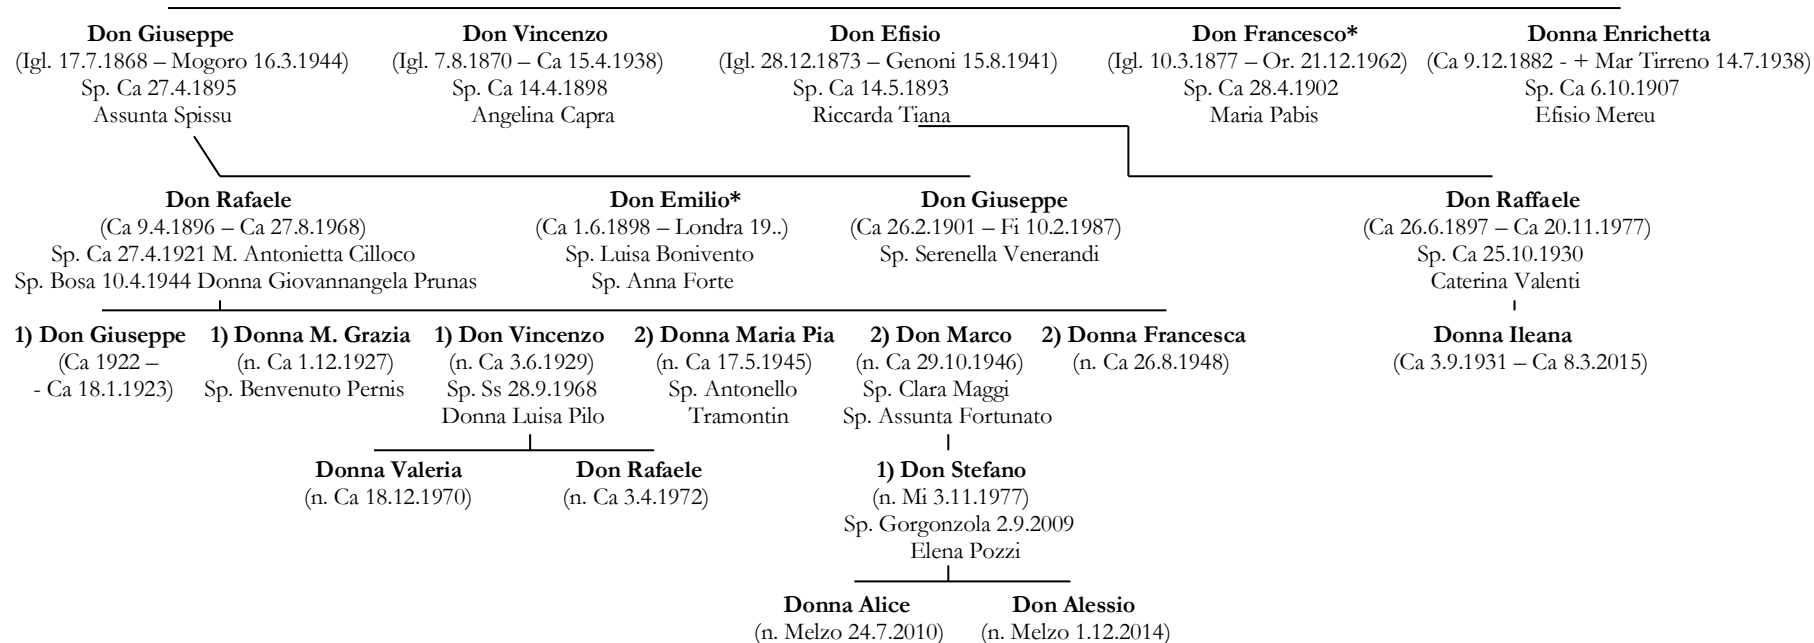 Don Giuseppe
(Igl. 17.7.1868 – Mogoro 16.3.1944)
Sp. Ca 27.4.1895
Assunta Spissu
Don Vincenzo
(Igl. 7.8.1870 – Ca 15.4.1938)
Sp. Ca 14.4.1898
Angelina Capra
Don Efisio
(Igl. 28.12.1873 – Genoni 15.8.1941)
Sp. Ca 14.5.1893
Riccarda Tiana
Don Francesco*
(Igl. 10.3.1877 – Or. 21.12.1962)
Sp. Ca 28.4.1902
Maria Pabis
Donna Enrichetta
(Ca 9.12.1882 - + Mar Tirreno 14.7.1938)
Sp. Ca 6.10.1907
Efisio Mereu
Don Rafaele
(Ca 9.4.1896 – Ca 27.8.1968)
Sp. Ca 27.4.1921 M. Antonietta Cilloco
Sp. Bosa 10.4.1944 Donna Giovannangela Prunas
Don Emilio*
(Ca 1.6.1898 – Londra 19..)
Sp. Luisa Bonivento
Sp. Anna Forte
Don Giuseppe
(Ca 26.2.1901 – Fi 10.2.1987)
Sp. Serenella Venerandi
Don Raffaele
(Ca 26.6.1897 – Ca 20.11.1977)
Sp. Ca 25.10.1930
Caterina Valenti
1) Don Giuseppe
(Ca 1922 –
- Ca 18.1.1923)
1) Donna M. Grazia
(n. Ca 1.12.1927)
Sp. Benvenuto Pernis
1) Don Vincenzo
(n. Ca 3.6.1929)
Sp. Ss 28.9.1968
Donna Luisa Pilo
2) Donna Maria Pia
(n. Ca 17.5.1945)
Sp. Antonello
Tramontin
2) Don Marco
(n. Ca 29.10.1946)
Sp. Clara Maggi
Sp. Assunta Fortunato
2) Donna Francesca
(n. Ca 26.8.1948)
Donna Ileana
(Ca 3.9.1931 – Ca 8.3.2015)
Donna Valeria
(n. Ca 18.12.1970)
Don Rafaele
(n. Ca 3.4.1972)
1) Don Stefano
(n. Mi 3.11.1977)
Sp. Gorgonzola 2.9.2009
Elena Pozzi
Donna Alice
(n. Melzo 24.7.2010)
Don Alessio
(n. Melzo 1.12.2014)